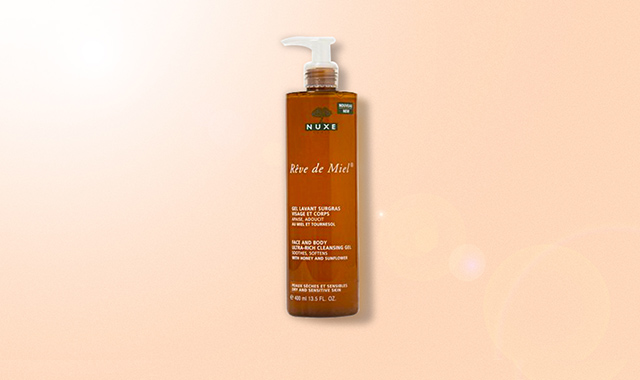 NOUVEAU
NEW
NUXE
Rêve de Miel®
GEL LAVANT SURGRAS
VISAGE ET CORPS
APAISE, ADOUCIT
AU MIEL ET TOURNESOL
FACE AND BODY
ULTRA-RICH CLEANSING GEL
SOOTHES, SOFTENS
WITH HONEY AND SUNFLOWER
PEAUX SÈCHES ET SENSIBLES
DRY AND SENSITIVE SKIN
℮ 400 ml 13.5 FL. OZ.